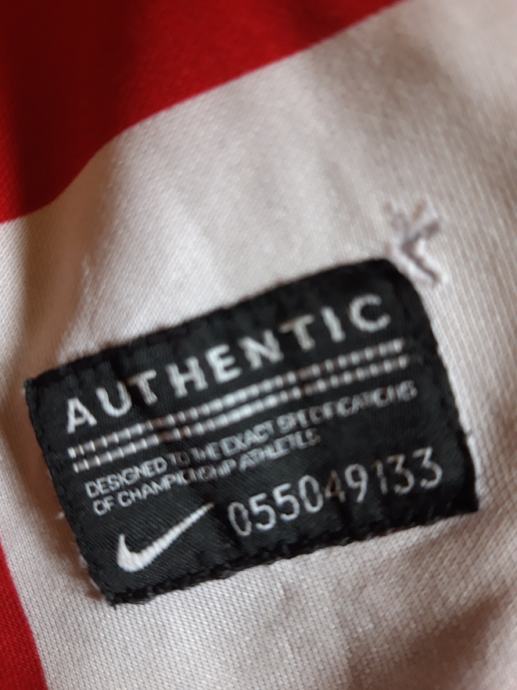 AUTHENTIC
DESIGNED TO THE EXACT SPECIFICATIONS
OF CHAMPIONSHIP ATHLETES
055049133